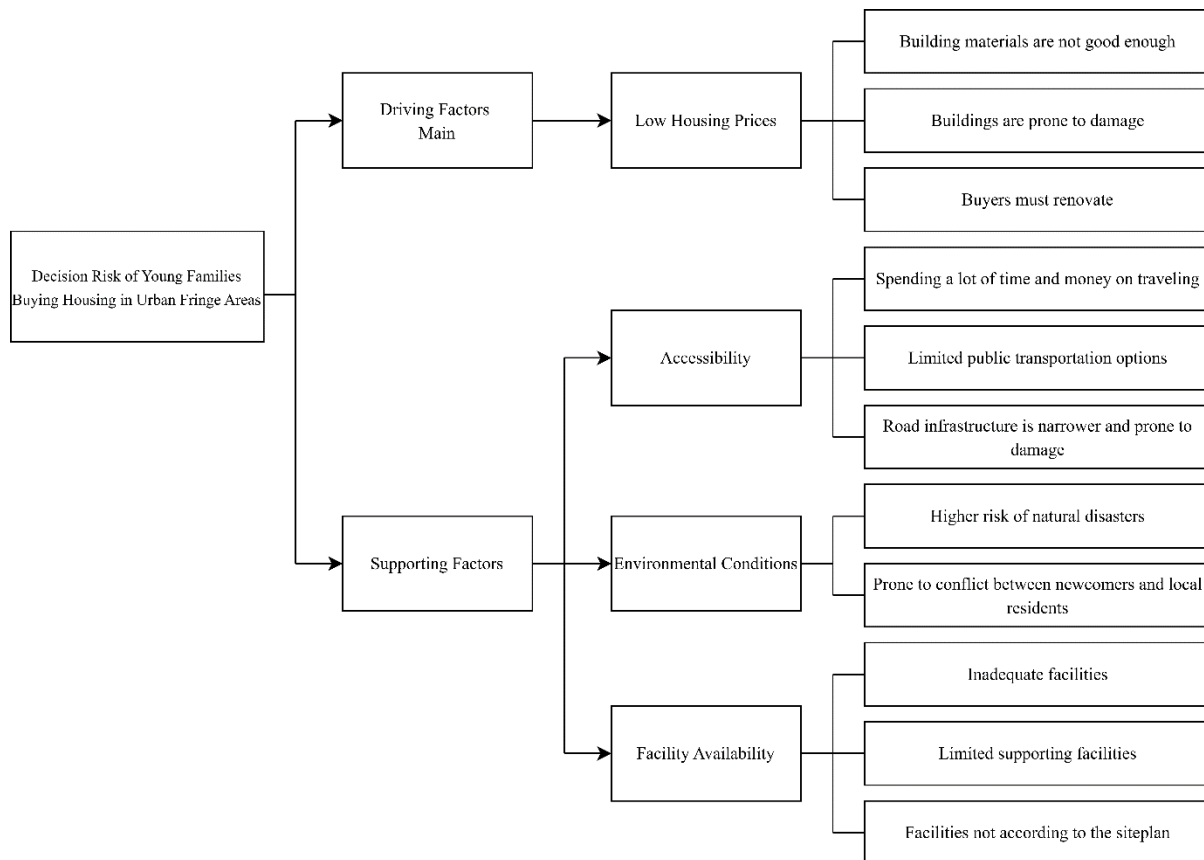 Decision Risk of Young Families
Buying Housing in Urban Fringe Areas
Driving Factors
Main
Low Housing Prices
Building materials are not good enough
Buildings are prone to damage
Buyers must renovate
Supporting Factors
Accessibility
Spending a lot of time and money on traveling
Limited public transportation options
Road infrastructure is narrower and prone to
damage
Environmental Conditions
Higher risk of natural disasters
Prone to conflict between newcomers and local
residents
Facility Availability
Inadequate facilities
Limited supporting facilities
Facilities not according to the siteplan